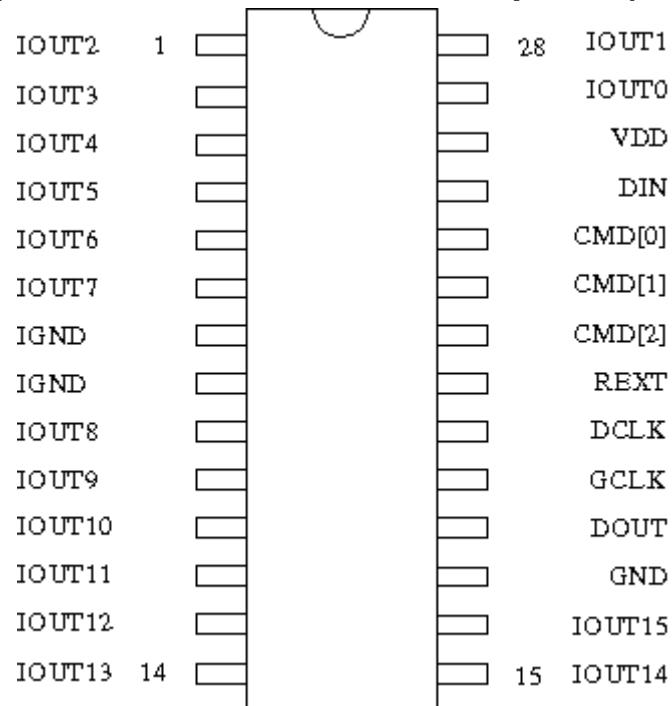 IOUT2 1 28 IOUT1
IOUT3 IOUT0
IOUT4 VDD
IOUT5 DIN
IOUT6 CMD[0]
IOUT7 CMD[1]
IGND CMD[2]
IGND REXT
IOUT8 DCLK
IOUT9 GCLK
IOUT10 DOUT
IOUT11 GND
IOUT12 IOUT15
IOUT13 14 15 IOUT14